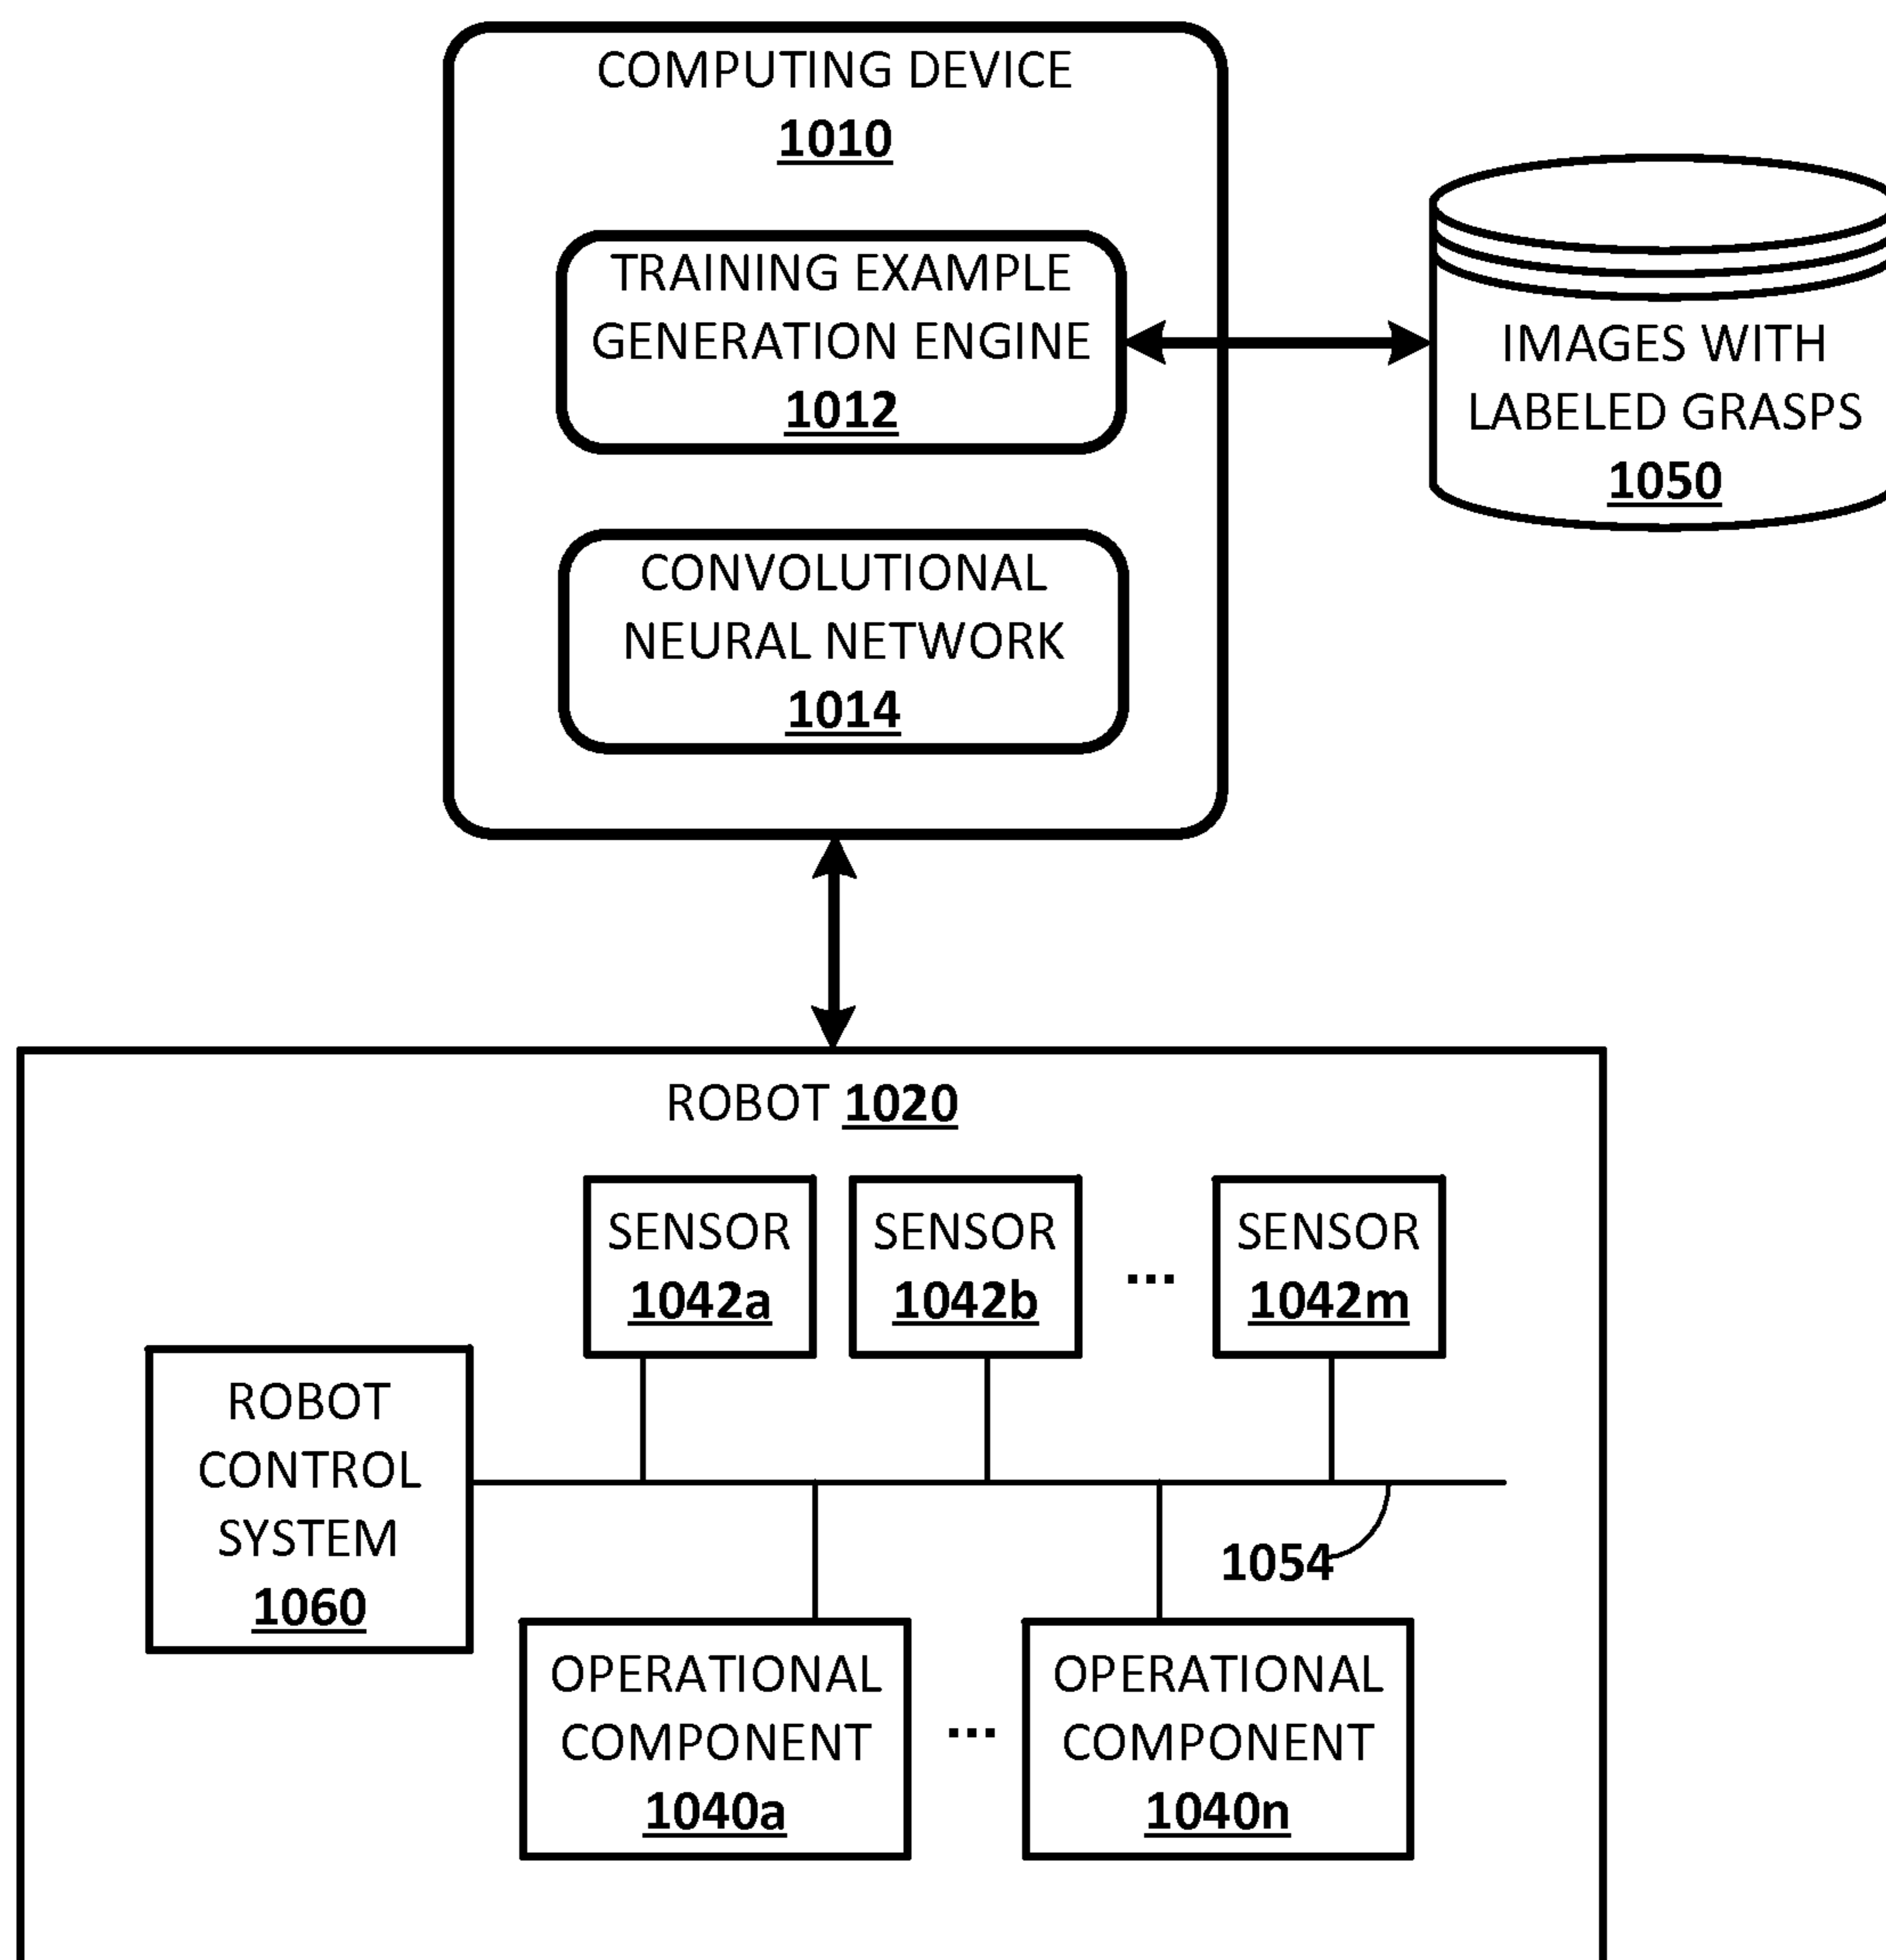 COMPUTING DEVICE
1010
TRAINING EXAMPLE
GENERATION ENGINE
1012
IMAGES WITH
LABELED GRASPS
1050
CONVOLUTIONAL
NEURAL NETWORK
1014
ROBOT 1020
SENSOR
1042a
SENSOR
1042b
...
SENSOR
1042m
ROBOT
CONTROL
SYSTEM
1060
1054
OPERATIONAL
COMPONENT
1040a
...
OPERATIONAL
COMPONENT
1040n